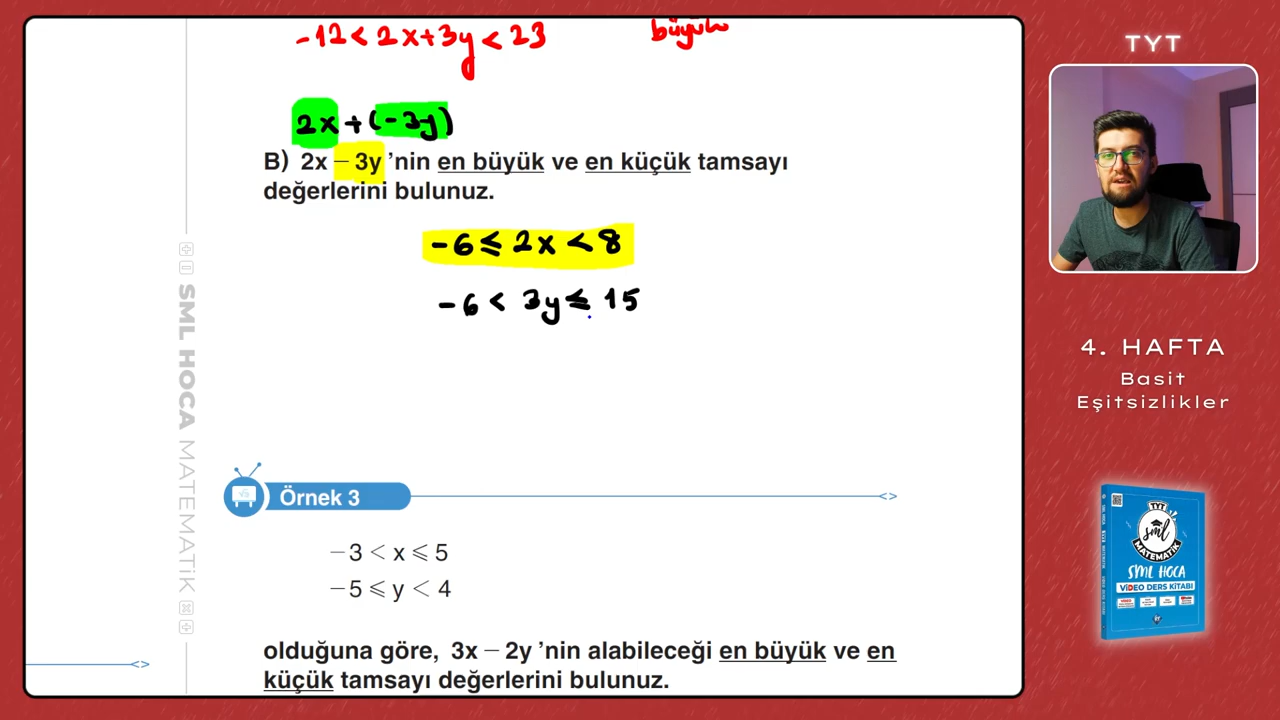 -12 < 2x+3y < 23
büyük
2x+(-3y)
B) 2x − 3y 'nin en büyük ve en küçük tamsayı
değerlerini bulunuz.
-6 ⩽ 2x < 8
-6 < 3y ⩽ 15
SML HOCA MATEMATİK
Örnek 3
−3 < x ⩽ 5
−5 ⩽ y < 4
olduğuna göre, 3x − 2y 'nin alabileceği en büyük ve en
küçük tamsayı değerlerini bulunuz.
TYT
4. HAFTA
Basit
Eşitsizlikler
TYT
sml
MATEMATİK
SML HOCA
VİDEO DERS KİTABI